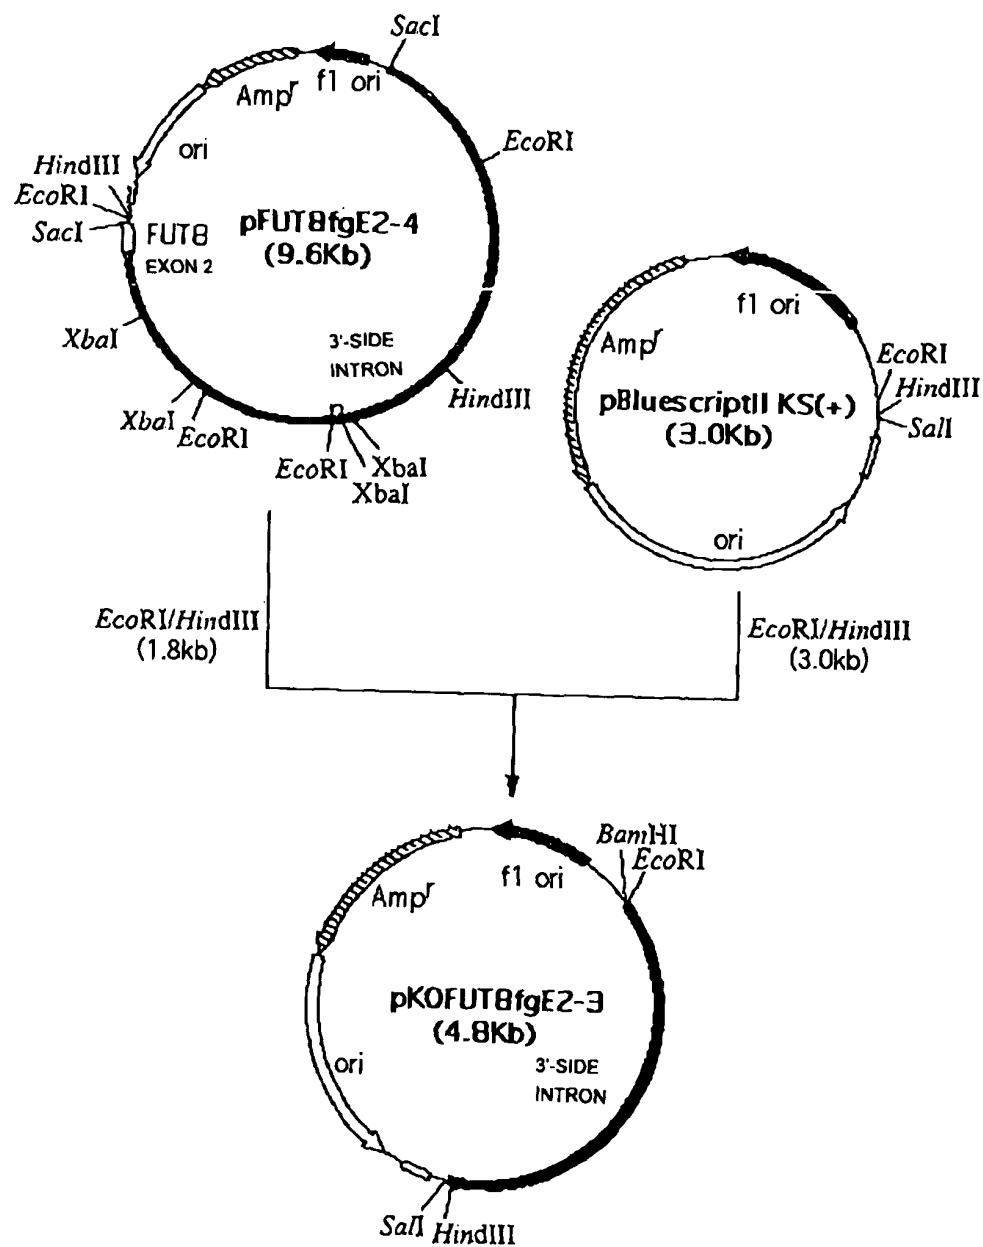 SacI
f1 ori
Ampr
ori
EcoRI
HindIII
EcoRI
SacI
FUT8
EXON 2
pFUT8fgE2-4
(9.6Kb)
XbaI
3'-SIDE
INTRON
XbaI
EcoRI
HindIII
EcoRI
XbaI
XbaI
f1 ori
Ampr
EcoRI
HindIII
SalI
pBluescriptII KS(+)
(3.0Kb)
ori
EcoRI/HindIII
(1.8kb)
EcoRI/HindIII
(3.0kb)
BamHI
EcoRI
f1 ori
Ampr
pKOFUT8fgE2-3
(4.8Kb)
ori
3'-SIDE
INTRON
SalI
HindIII